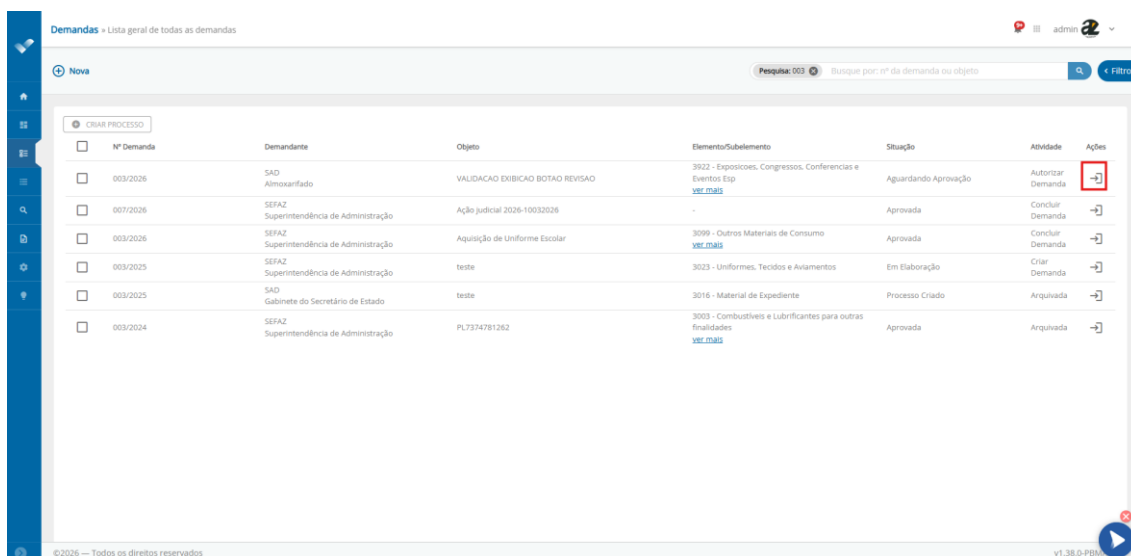 Demandas » Lista geral de todas as demandas
admin
Nova
Pesquisa: 003
Busque por: nº da demanda ou objeto
< Filtro
CRIAR PROCESSO
Nº Demanda Demandante Objeto Elemento/Subelemento Situação Atividade Ações
003/2026
SAD
Almoxarifado
VALIDACAO EXIBICAO BOTAO REVISAO
3922 - Exposicoes, Congressos, Conferencias e
Eventos Esp
ver mais
Aguardando Aprovação
Autorizar
Demanda
007/2026
SEFAZ
Superintendência de Administração
Ação judicial 2026-10032026
-
Aprovada
Concluir
Demanda
003/2026
SEFAZ
Superintendência de Administração
Aquisição de Uniforme Escolar
3099 - Outros Materiais de Consumo
ver mais
Aprovada
Concluir
Demanda
003/2025
SEFAZ
Superintendência de Administração
teste
3023 - Uniformes, Tecidos e Aviamentos
Em Elaboração
Criar
Demanda
003/2025
SAD
Gabinete do Secretário de Estado
teste
3016 - Material de Expediente
Processo Criado
Arquivada
003/2024
SEFAZ
Superintendência de Administração
PL7374781262
3003 - Combustíveis e Lubrificantes para outras
finalidades
ver mais
Aprovada
Arquivada
©2026 — Todos os direitos reservados